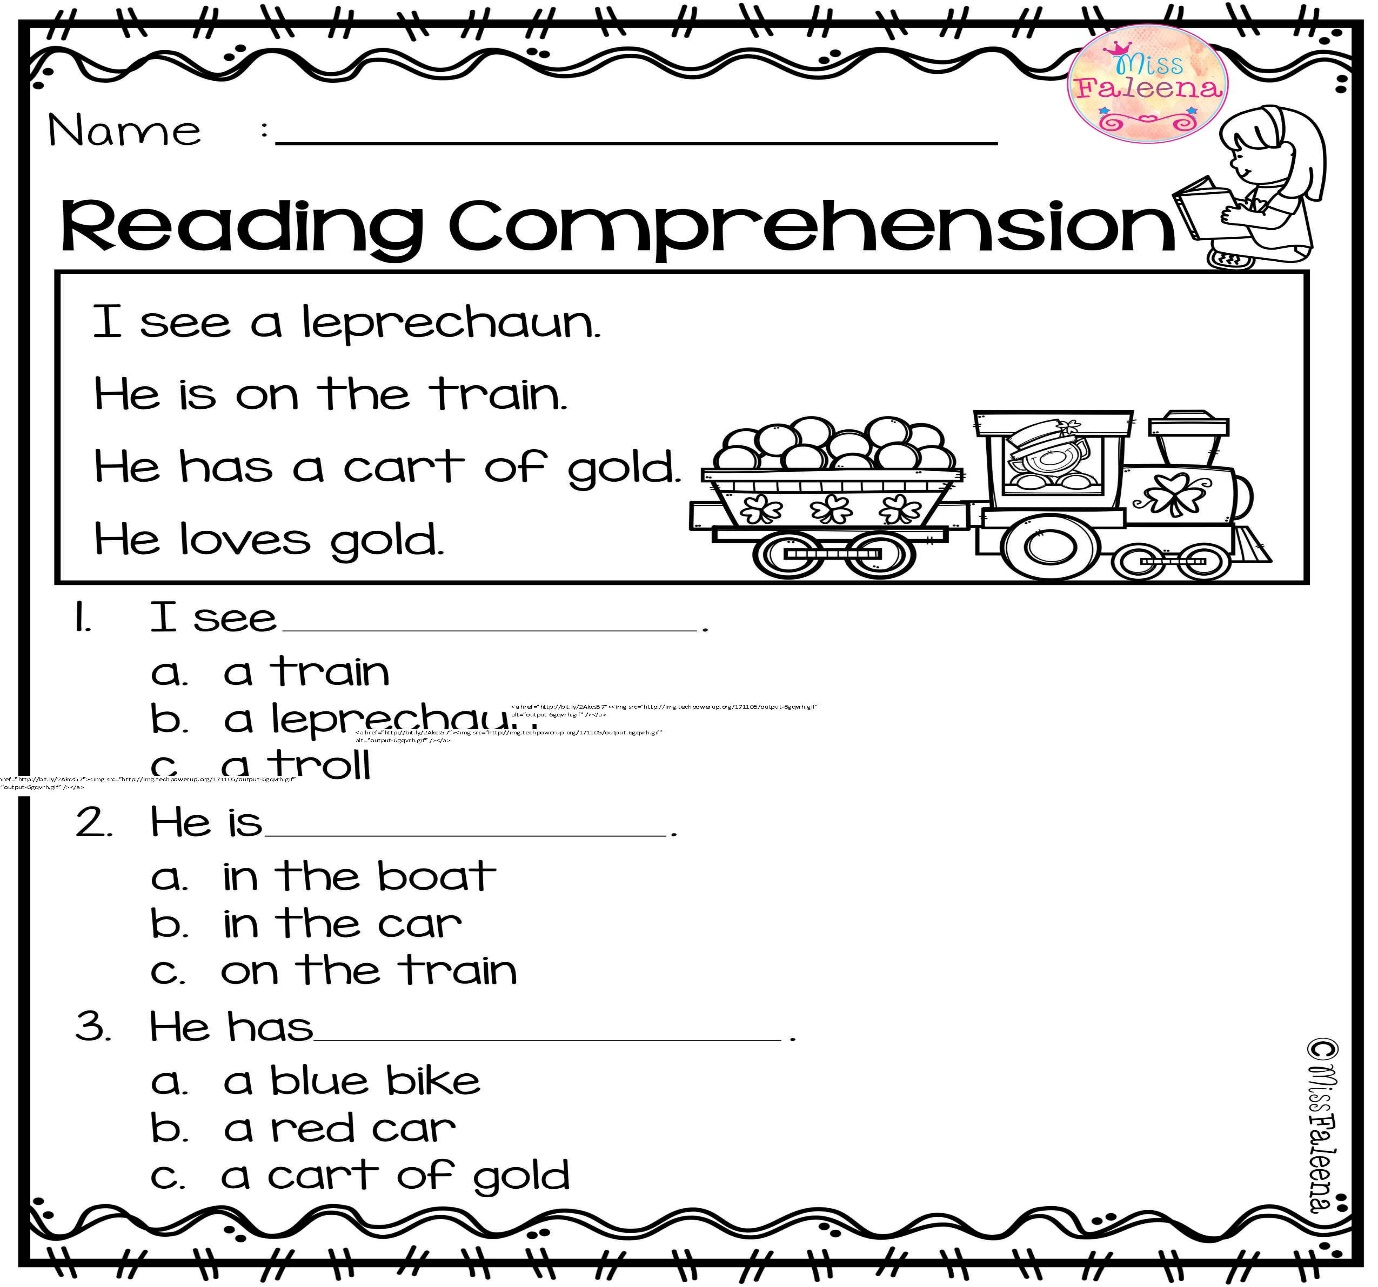 Miss
Faleena
Name :
Reading Comprehension
I see a leprechaun.
He is on the train.
He has a cart of gold.
He loves gold.
1. I see .
a. a train
b. a leprechau
c. a troll
2. He is .
a. in the boat
b. in the car
c. on the train
3. He has .
a. a blue bike
b. a red car
c. a cart of gold
© Miss Faleena